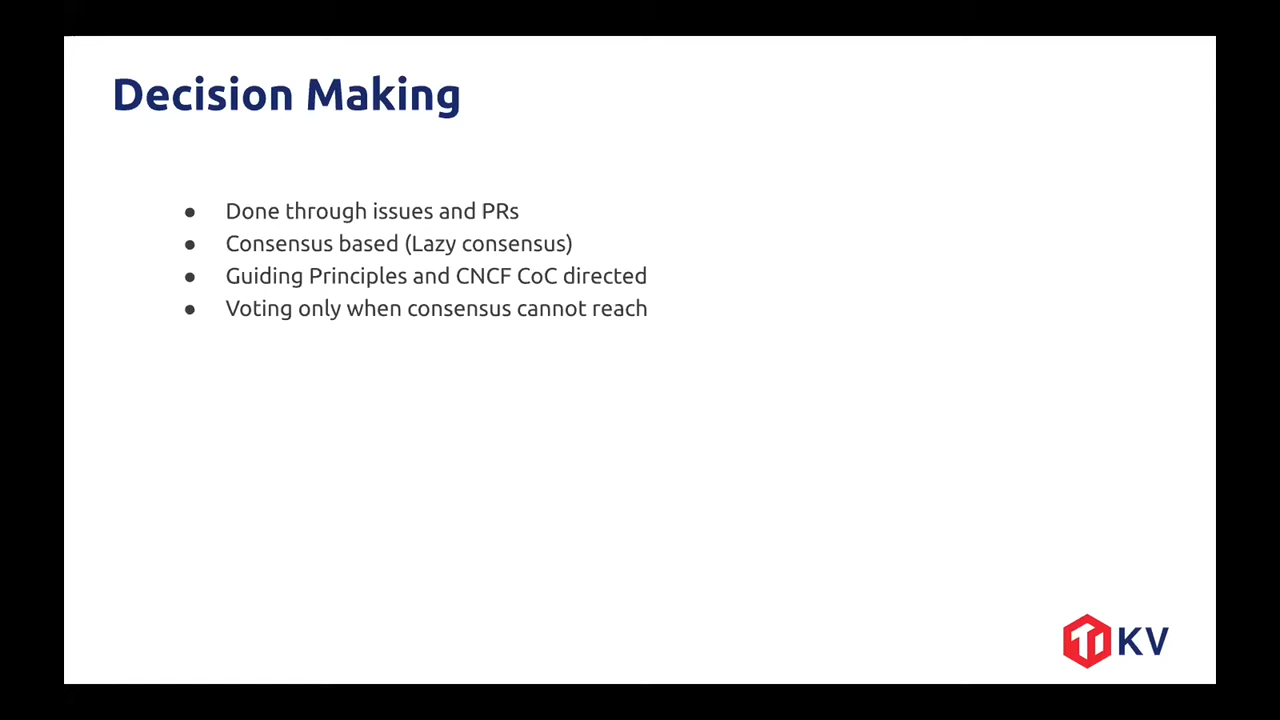 Decision Making
● Done through issues and PRs
● Consensus based (Lazy consensus)
● Guiding Principles and CNCF CoC directed
● Voting only when consensus cannot reach
TiKV